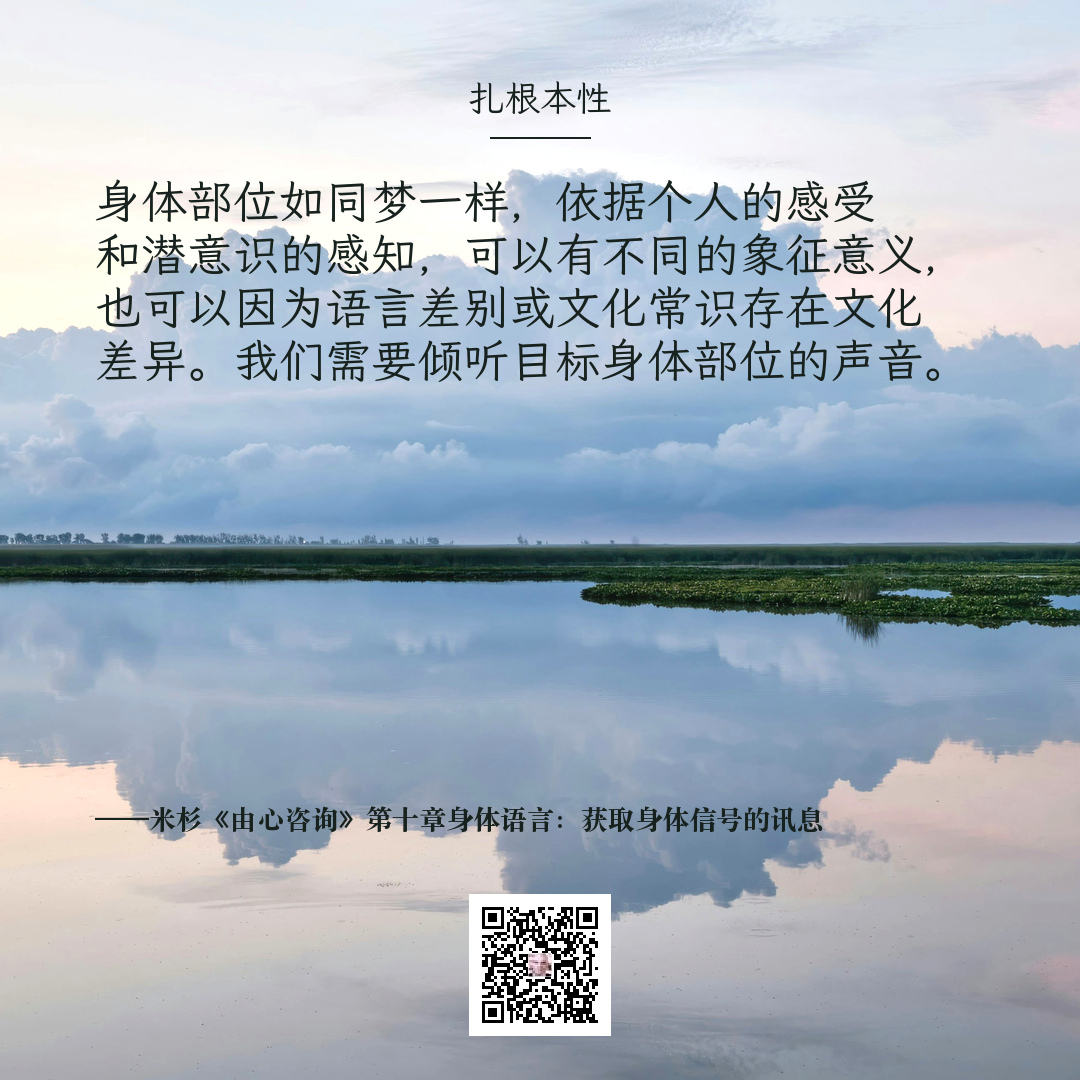 扎根本性
身体部位如同梦一样，依据个人的感受
和潜意识的感知，可以有不同的象征意义，
也可以因为语言差别或文化常识存在文化
差异。我们需要倾听目标身体部位的声音。
——米杉《由心咨询》第十章身体语言：获取身体信号的讯息